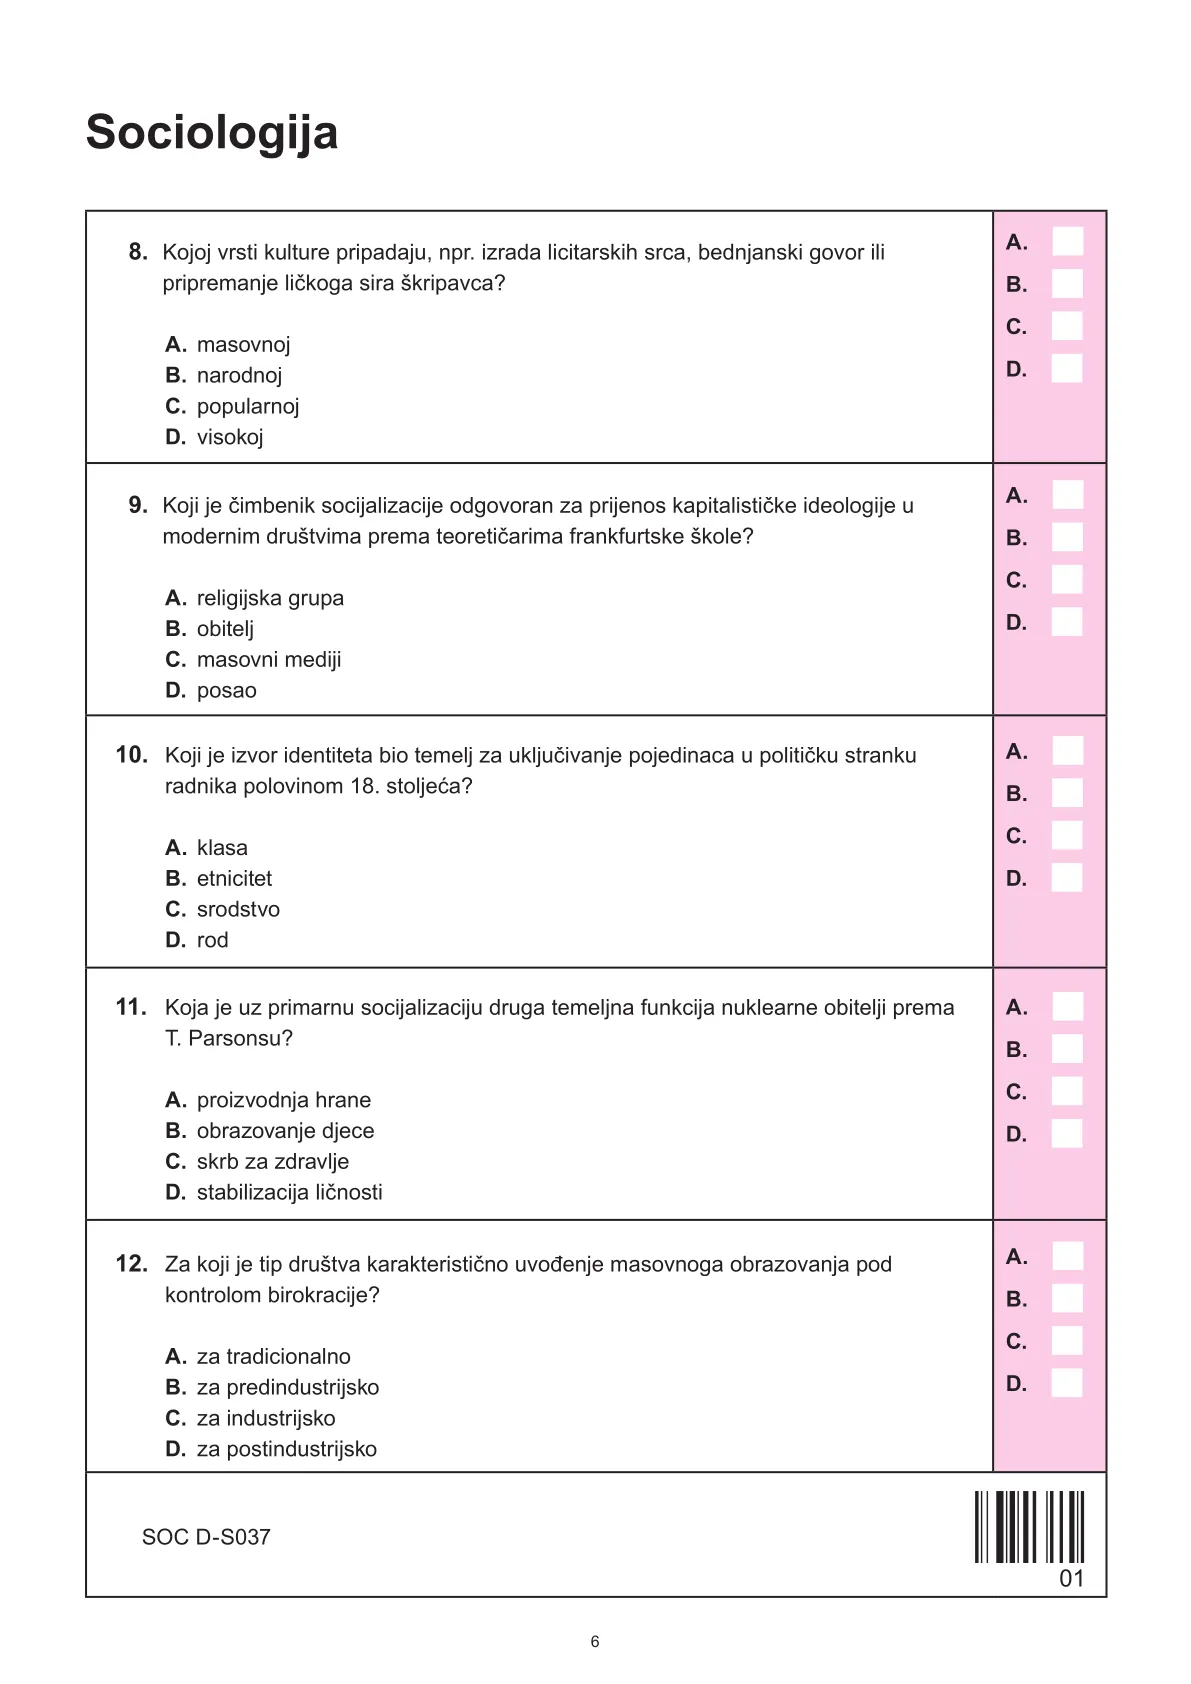 Sociologija
8. Kojoj vrsti kulture pripadaju, npr. izrada licitarskih srca, bednjanski govor ili
pripremanje ličkoga sira škripavca?
A. masovnoj
B. narodnoj
C. popularnoj
D. visokoj
A.
B.
C.
D.
9. Koji je čimbenik socijalizacije odgovoran za prijenos kapitalističke ideologije u
modernim društvima prema teoretičarima frankfurtske škole?
A. religijska grupa
B. obitelj
C. masovni mediji
D. posao
A.
B.
C.
D.
10. Koji je izvor identiteta bio temelj za uključivanje pojedinaca u političku stranku
radnika polovinom 18. stoljeća?
A. klasa
B. etnicitet
C. srodstvo
D. rod
A.
B.
C.
D.
11. Koja je uz primarnu socijalizaciju druga temeljna funkcija nuklearne obitelji prema
T. Parsonsu?
A. proizvodnja hrane
B. obrazovanje djece
C. skrb za zdravlje
D. stabilizacija ličnosti
A.
B.
C.
D.
12. Za koji je tip društva karakteristično uvođenje masovnoga obrazovanja pod
kontrolom birokracije?
A. za tradicionalno
B. za predindustrijsko
C. za industrijsko
D. za postindustrijsko
A.
B.
C.
D.
SOC D-S037
01
6